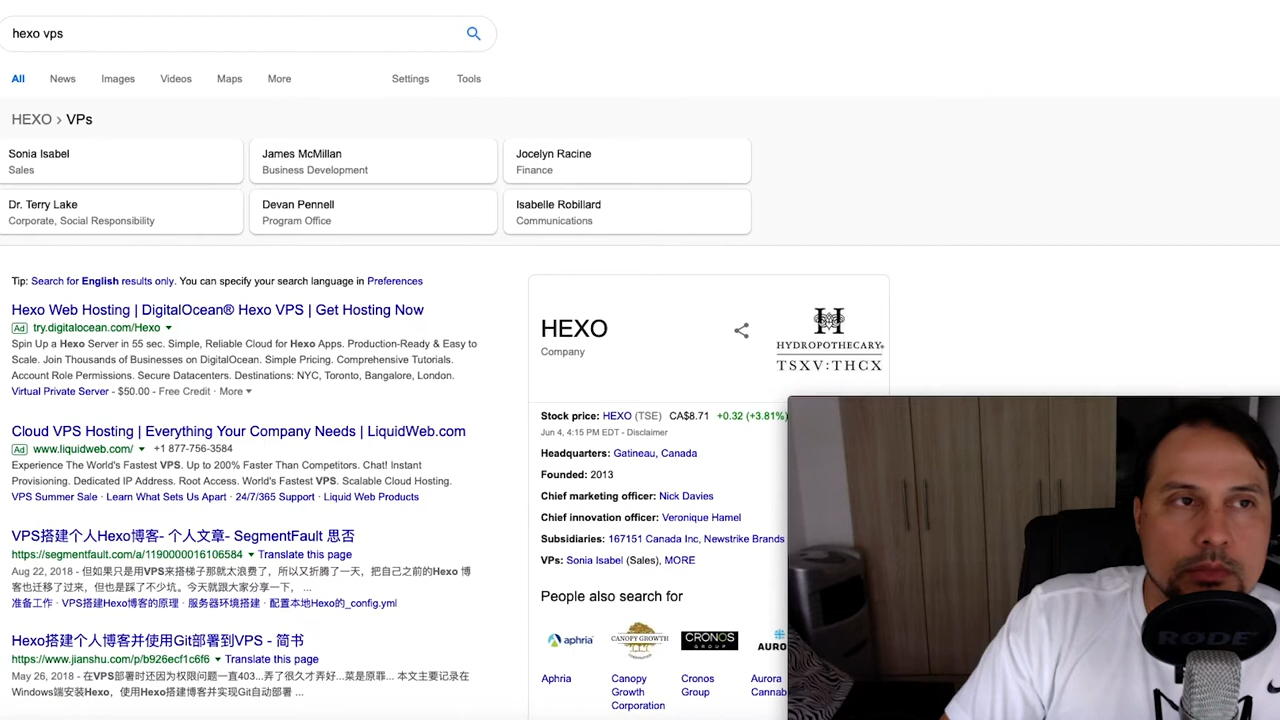 hexo vps
All News Images Videos Maps More Settings Tools
HEXO › VPs
Sonia Isabel
Sales
James McMillan
Business Development
Jocelyn Racine
Finance
Dr. Terry Lake
Corporate, Social Responsibility
Devan Pennell
Program Office
Isabelle Robillard
Communications
Tip: Search for English results only. You can specify your search language in Preferences
Hexo Web Hosting | DigitalOcean® Hexo VPS | Get Hosting Now
Ad try.digitalocean.com/Hexo
Spin Up a Hexo Server in 55 sec. Simple, Reliable Cloud for Hexo Apps. Production-Ready & Easy to
Scale. Join Thousands of Businesses on DigitalOcean. Simple Pricing. Comprehensive Tutorials.
Account Role Permissions. Secure Datacenters. Destinations: NYC, Toronto, Bangalore, London.
Virtual Private Server - $50.00 - Free Credit · More
Cloud VPS Hosting | Everything Your Company Needs | LiquidWeb.com
Ad www.liquidweb.com/ +1 877-756-3584
Experience The World's Fastest VPS. Up to 200% Faster Than Competitors. Chat! Instant
Provisioning. Dedicated IP Address. Root Access. World's Fastest VPS. Scalable Cloud Hosting.
VPS Summer Sale · Learn What Sets Us Apart · 24/7/365 Support · Liquid Web Products
VPS搭建个人Hexo博客- 个人文章- SegmentFault 思否
https://segmentfault.com/a/1190000016106584 Translate this page
Aug 22, 2018 - 但如果只是用VPS来搭梯子那就太浪费了，所以又折腾了一天，把自己之前的Hexo 博
客也迁移了过来，但也是踩了不少坑。今天就跟大家分享一下， ...
准备工作 · VPS搭建Hexo博客的原理 · 服务器环境搭建 · 配置本地Hexo的_config.yml
Hexo搭建个人博客并使用Git部署到VPS - 简书
https://www.jianshu.com/p/b926ecf1c6f6 Translate this page
May 26, 2018 - 在VPS部署时还因为权限问题一直403...弄了很久才弄好...菜是原罪... 本文主要记录在
Windows端安装Hexo，使用Hexo搭建博客并实现Git自动部署 ...
HEXO
Company
H
HYDROPOTHECARY
TSXV:THCX
Stock price: HEXO (TSE) CA$8.71 +0.32 (+3.81%)
Jun 4, 4:15 PM EDT - Disclaimer
Headquarters: Gatineau, Canada
Founded: 2013
Chief marketing officer: Nick Davies
Chief innovation officer: Veronique Hamel
Subsidiaries: 167151 Canada Inc, Newstrike Brands
VPs: Sonia Isabel (Sales), MORE
People also search for
aphria
CANOPY GROWTH
CRONOS
GROUP
Aphria
Canopy
Growth
Corporation
Cronos
Group
Aurora